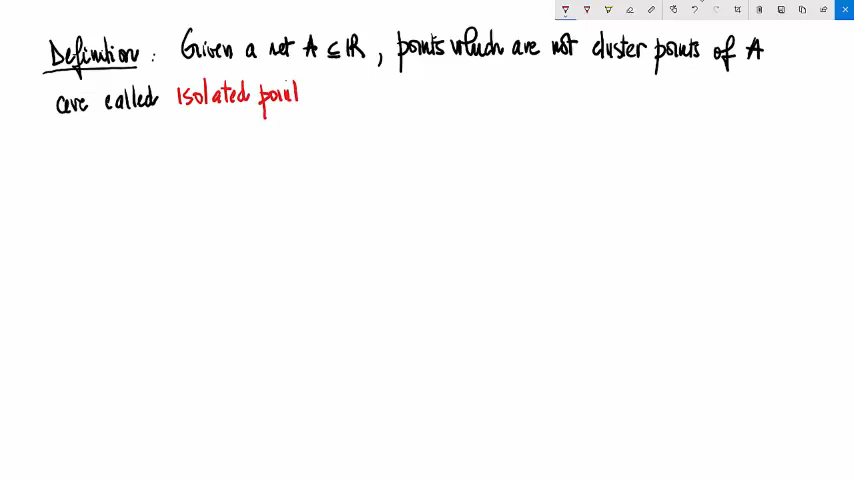 Definition : Given a set A ⊆ ℝ, points which are not cluster points of A
are called isolated point